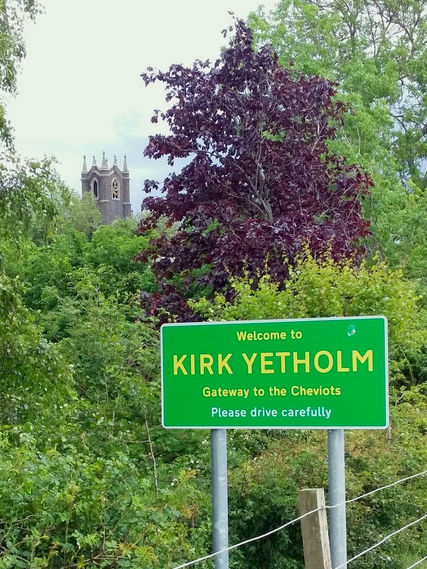 Welcome to
KIRK YETHOLM
Gateway to the Cheviots
Please drive carefully